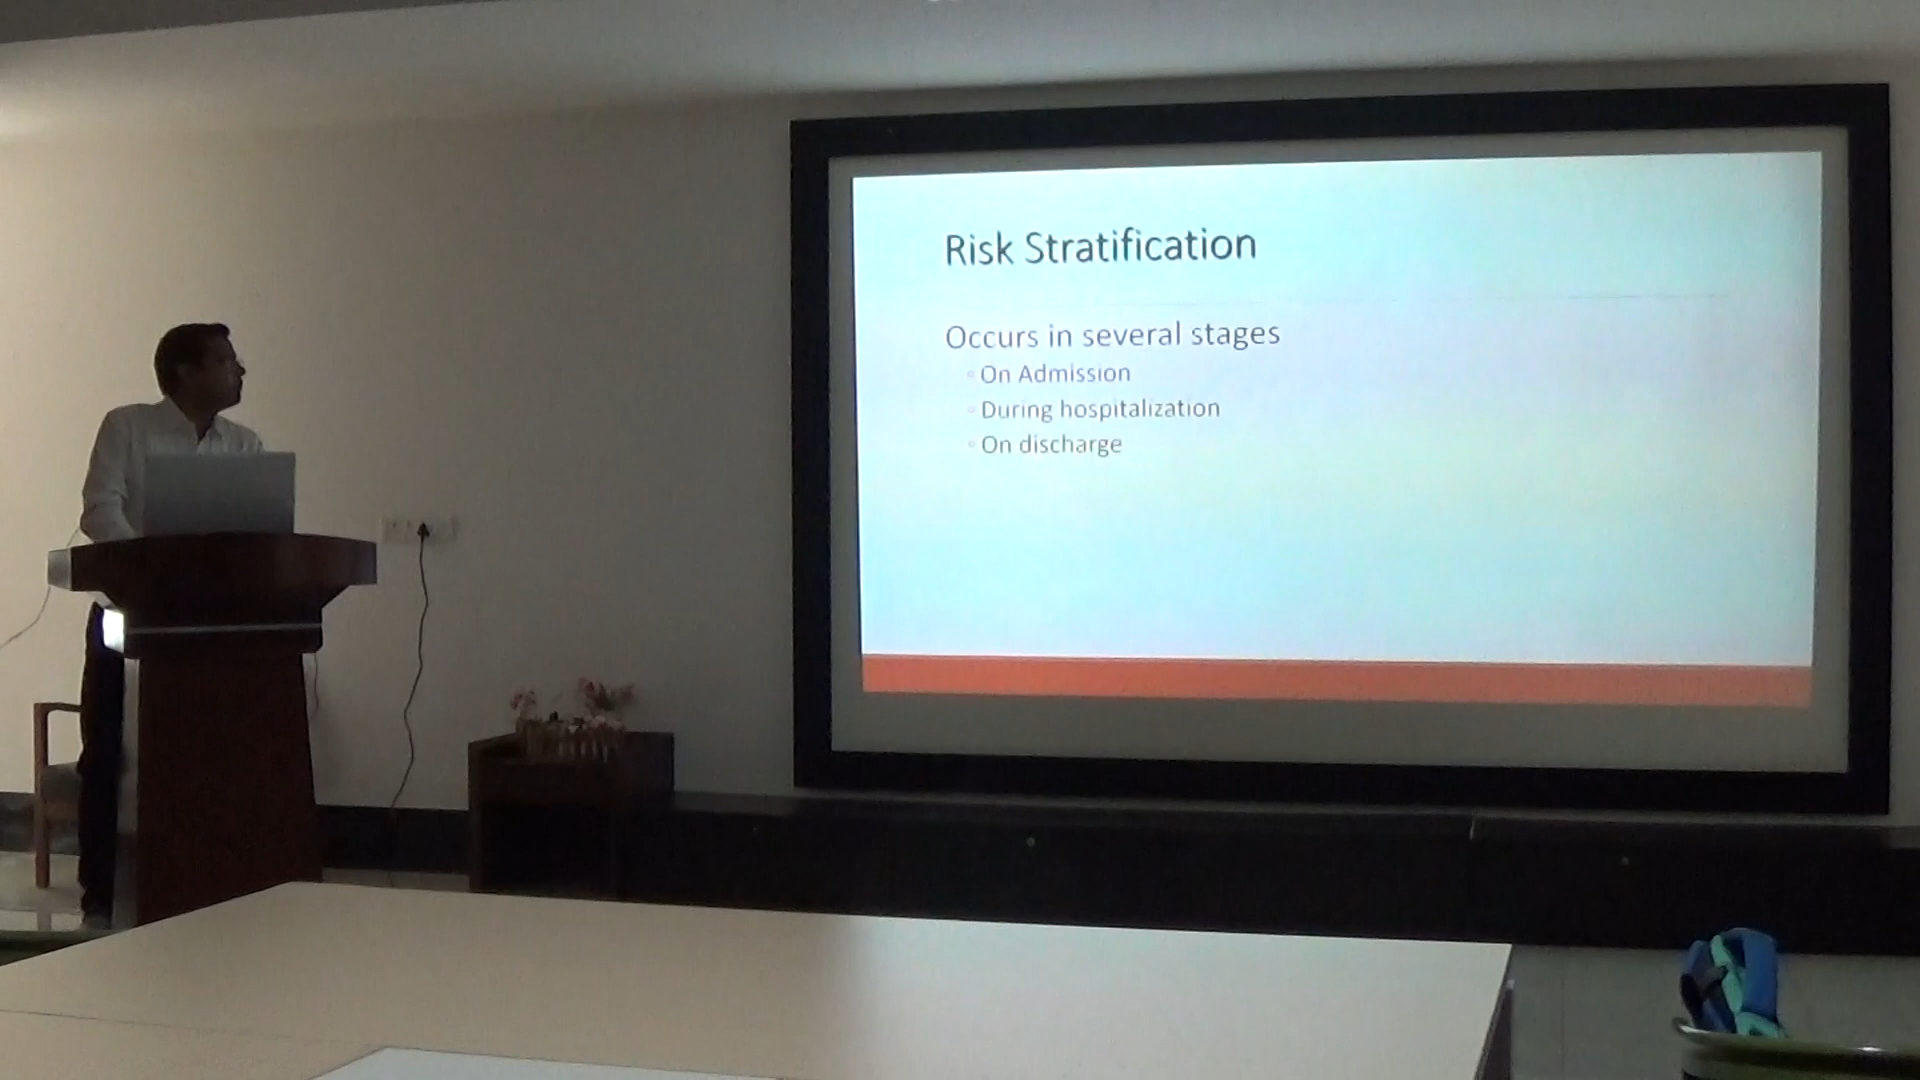 Risk Stratification
Occurs in several stages
◦ On Admission
◦ During hospitalization
◦ On discharge